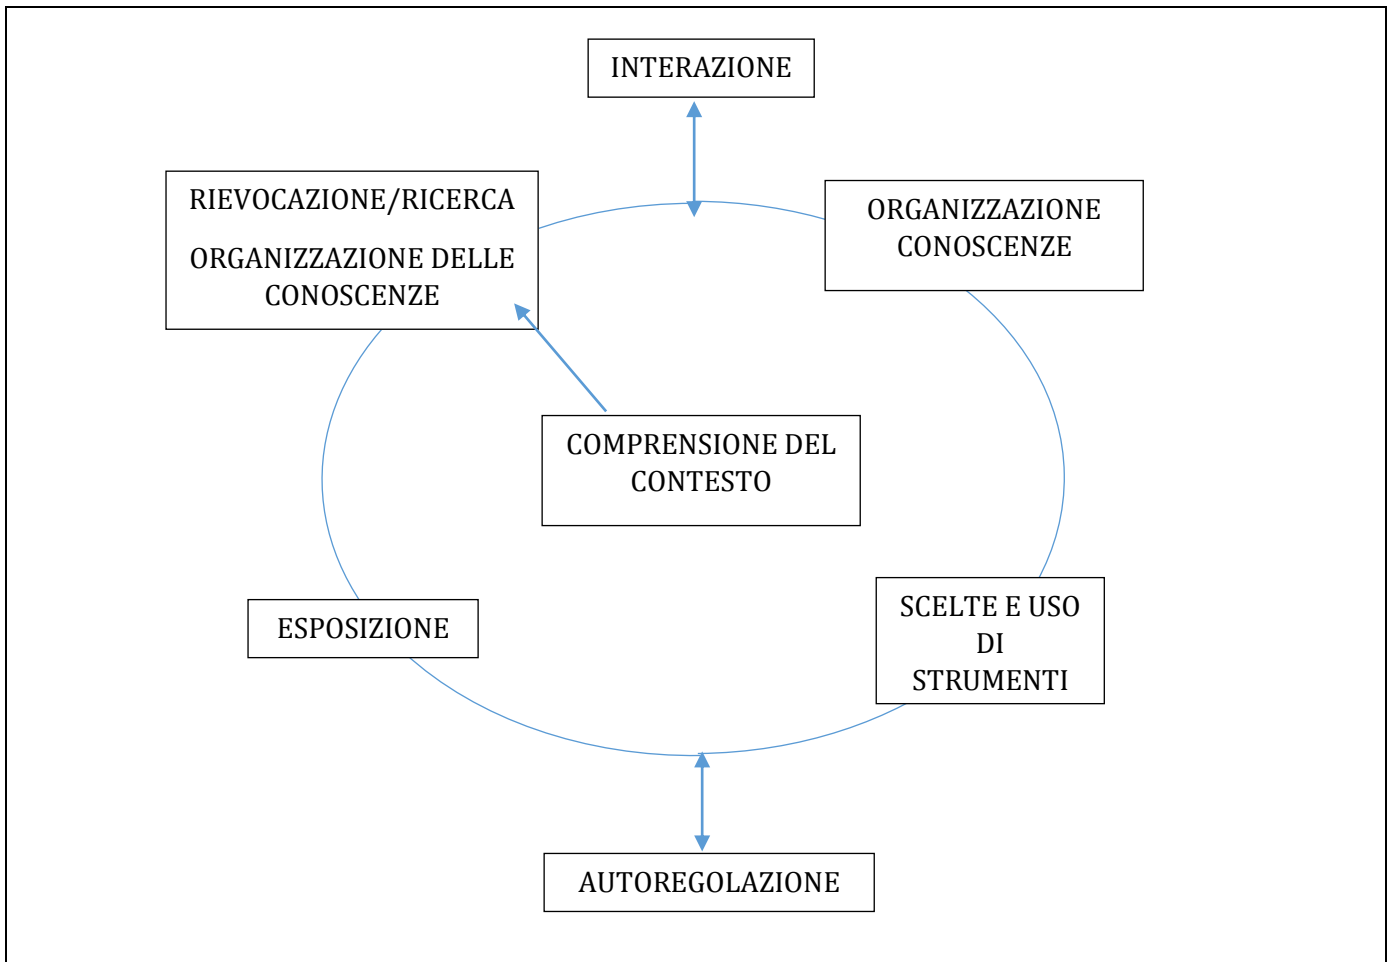 INTERAZIONE
RIEVOCAZIONE/RICERCA
ORGANIZZAZIONE DELLE
CONOSCENZE
ORGANIZZAZIONE
CONOSCENZE
COMPRENSIONE DEL
CONTESTO
ESPOSIZIONE
SCELTE E USO
DI
STRUMENTI
AUTOREGOLAZIONE